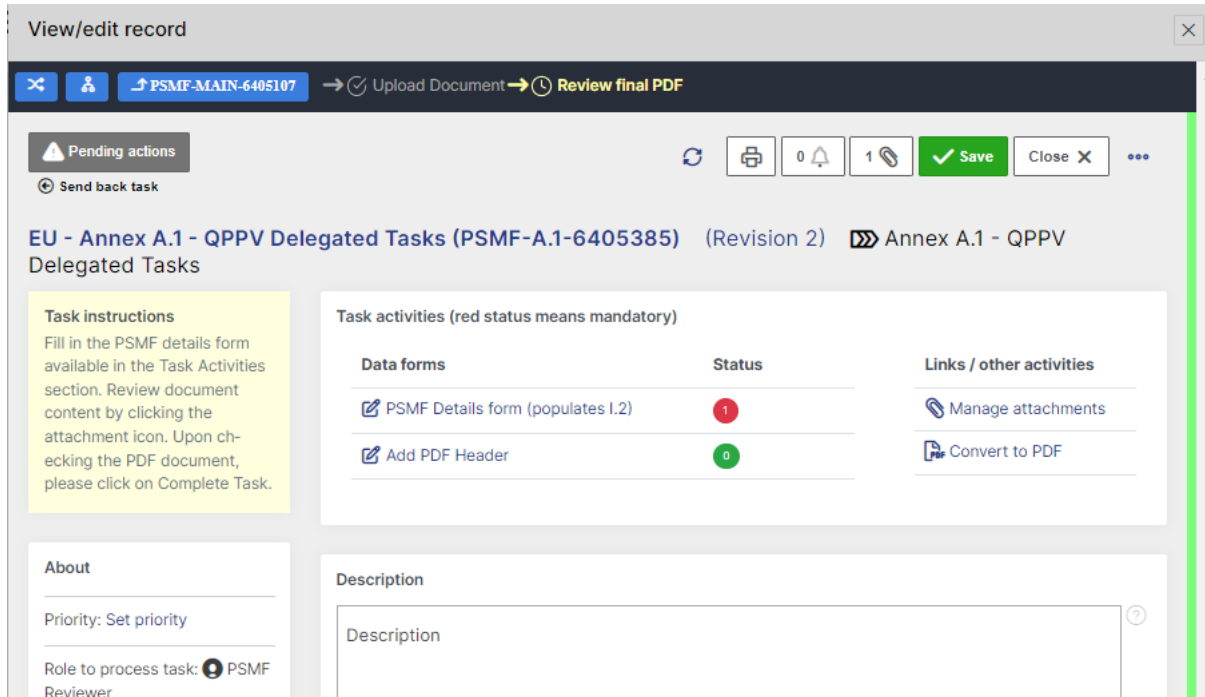 View/edit record
PSMF-MAIN-6405107
Upload Document
Review final PDF
Pending actions
0
1
Save
Close X
Send back task
EU - Annex A.1 - QPPV Delegated Tasks (PSMF-A.1-6405385) (Revision 2) Annex A.1 - QPPV
Delegated Tasks
Task instructions
Fill in the PSMF details form
available in the Task Activities
section. Review document
content by clicking the
attachment icon. Upon ch-
ecking the PDF document,
please click on Complete Task.
Task activities (red status means mandatory)
Data forms Status Links / other activities
PSMF Details form (populates I.2) 1 Manage attachments
Add PDF Header 0 PDF Convert to PDF
About
Priority: Set priority
Role to process task: PSMF
Reviewer
Description
Description
?